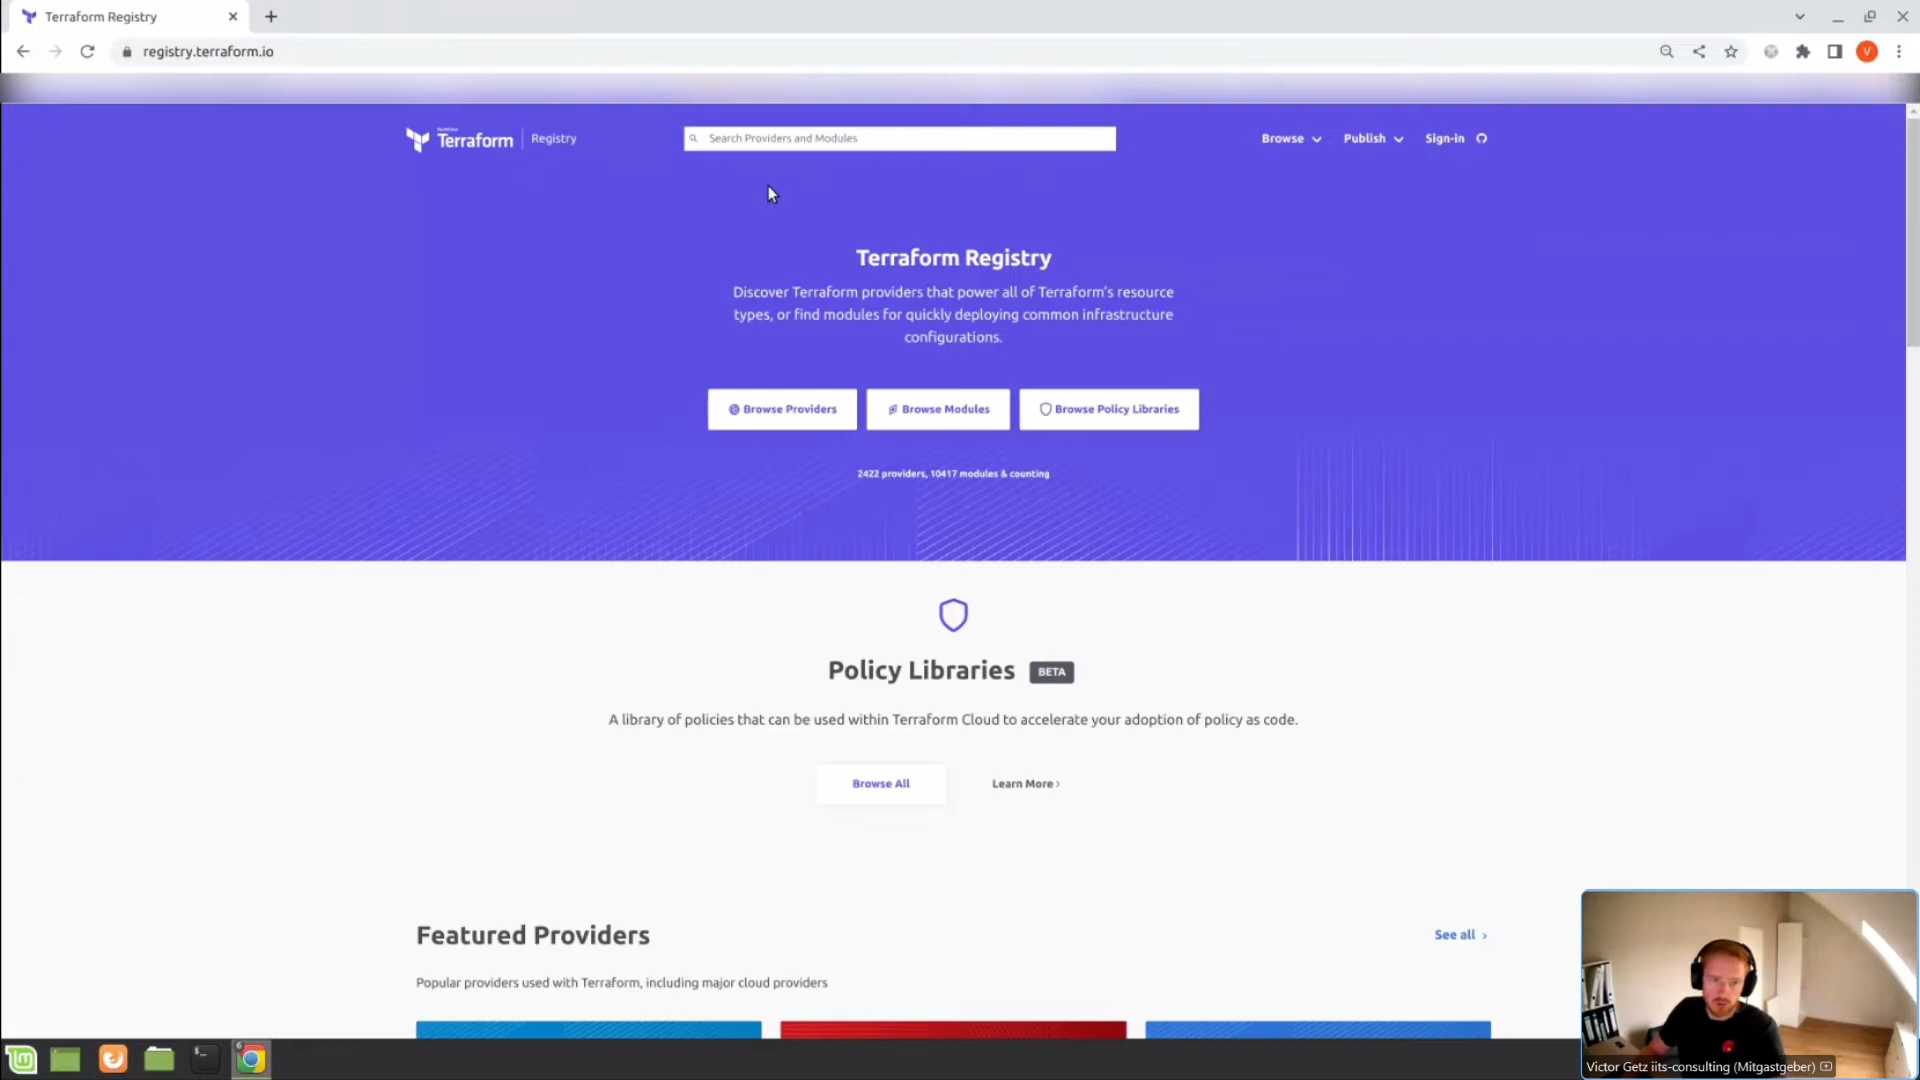 Terraform Registry
registry.terraform.io
V
Terraform
Registry
Search Providers and Modules
Browse
Publish
Sign-in
Terraform Registry
Discover Terraform providers that power all of Terraform's resource
types, or find modules for quickly deploying common infrastructure
configurations.
Browse Providers
Browse Modules
Browse Policy Libraries
2422 providers, 10417 modules & counting
Policy Libraries
BETA
A library of policies that can be used within Terraform Cloud to accelerate your adoption of policy as code.
Browse All
Learn More
Featured Providers
See all
Popular providers used with Terraform, including major cloud providers
6
Victor Getz iits-consulting (Mitgastgeber)